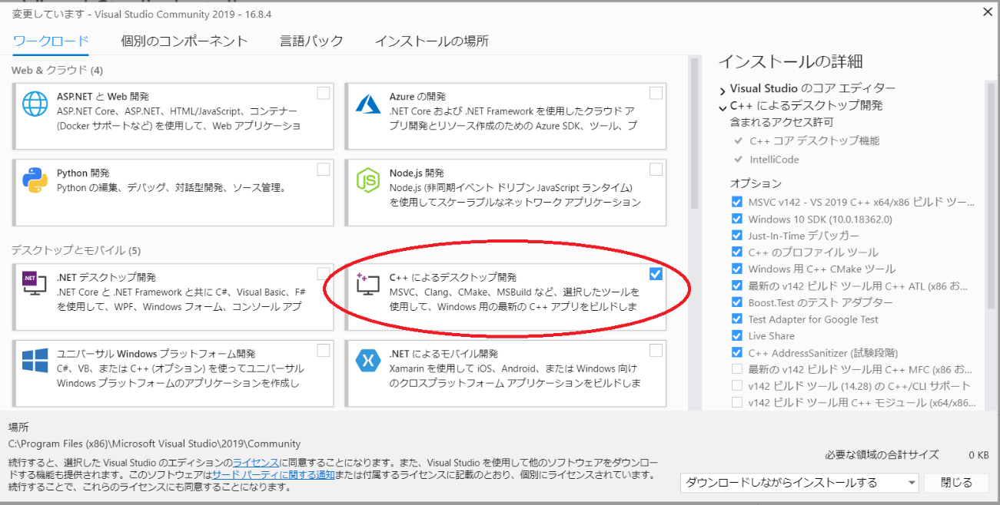 変更しています - Visual Studio Community 2019 - 16.8.4
ワークロード
個別のコンポーネント
言語パック
インストールの場所
Web & クラウド (4)
ASP.NET と Web 開発
ASP.NET Core、ASP.NET、HTML/JavaScript、コンテナー
(Docker サポートなど) を使用して、Web アプリケーショ
Azure の開発
.NET Core および .NET Framework を使用したクラウド ア
プリ開発とリソース作成のための Azure SDK、ツール、プ
Python 開発
Python の編集、デバッグ、対話型開発、ソース管理。
Node.js 開発
Node.js (非同期イベント ドリブン JavaScript ランタイム)
を使用してスケーラブルなネットワーク アプリケーション
デスクトップとモバイル (5)
.NET デスクトップ開発
.NET Core と .NET Framework と共に C#、Visual Basic、F#
を使用して、WPF、Windows フォーム、コンソール アプ
C++ によるデスクトップ開発
MSVC、Clang、CMake、MSBuild など、選択したツールを
使用して、Windows 用の最新の C++ アプリをビルドしま
ユニバーサル Windows プラットフォーム開発
C#、VB、または C++ (オプション) を使ってユニバーサル
Windows プラットフォームのアプリケーションを作成し
.NET によるモバイル開発
Xamarin を使用して iOS、Android、または Windows 向け
のクロスプラットフォーム アプリケーションをビルドしま
インストールの詳細
Visual Studio のコア エディター
C++ によるデスクトップ開発
含まれるアクセス許可
C++ コア デスクトップ機能
IntelliCode
オプション
MSVC v142 - VS 2019 C++ x64/x86 ビルド ツー...
Windows 10 SDK (10.0.18362.0)
Just-In-Time デバッガー
C++ のプロファイル ツール
Windows 用 C++ CMake ツール
最新の v142 ビルド ツール用 C++ ATL (x86 お...
Boost.Test のテスト アダプター
Test Adapter for Google Test
Live Share
C++ AddressSanitizer (試験段階)
最新の v142 ビルド ツール用 C++ MFC (x86 お...
v142 ビルド ツール (14.28) の C++/CLI サポート
v142 ビルド ツール用 C++ モジュール (x64/x86...
場所
C:\Program Files (x86)\Microsoft Visual Studio\2019\Community
続行すると、選択した Visual Studio のエディションのライセンスに同意することになります。また、Visual Studio を使用して他のソフトウェアをダウンロー
ドする機能も提供されます。このソフトウェアはサード パーティに関する通知または付属するライセンスに記載のとおり、個別にライセンスされています。
続行することで、これらのライセンスにも同意することになります。
必要な領域の合計サイズ 0 KB
ダウンロードしながらインストールする
閉じる
NET
JS